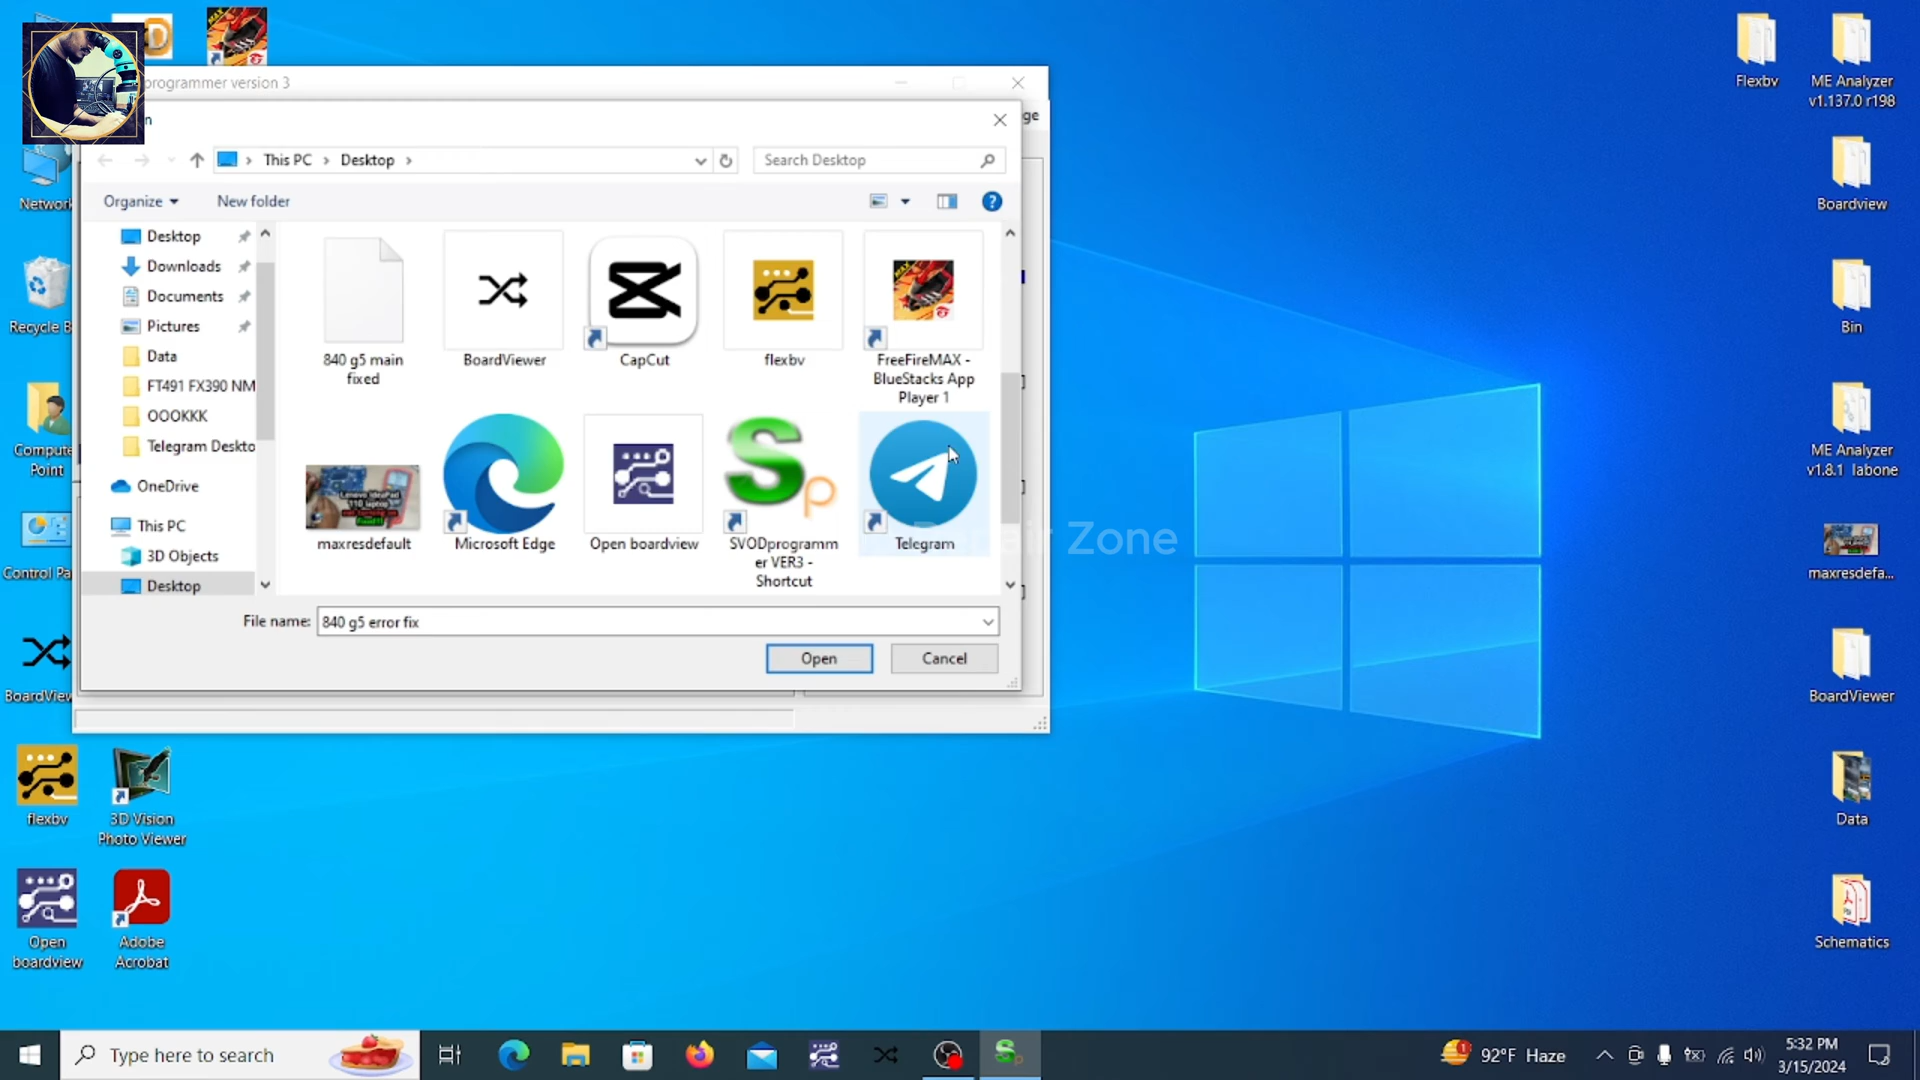 programmer version 3
ge
n
This PC
Desktop
Search Desktop
Organize
New folder
Desktop
Downloads
Documents
Pictures
Data
FT491 FX390 NM
OOOKKK
Telegram Deskto
OneDrive
This PC
3D Objects
Desktop
840 g5 main
fixed
BoardViewer
CapCut
flexbv
FreeFireMAX -
BlueStacks App
Player 1
maxresdefault
Microsoft Edge
Open boardview
SVODprogramm
er VER3 -
Shortcut
Telegram
Repair Zone
File name:
840 g5 error fix
Open
Cancel
Network
Recycle B
Compute
Point
Control Pa
BoardView
flexbv
3D Vision
Photo Viewer
Open
boardview
Adobe
Acrobat
Flexbv
ME Analyzer
v1.137.0 r198
Boardview
Bin
ME Analyzer
v1.8.1 labone
maxresdefa...
BoardViewer
Data
Schematics
Type here to search
92°F Haze
5:32 PM
3/15/2024